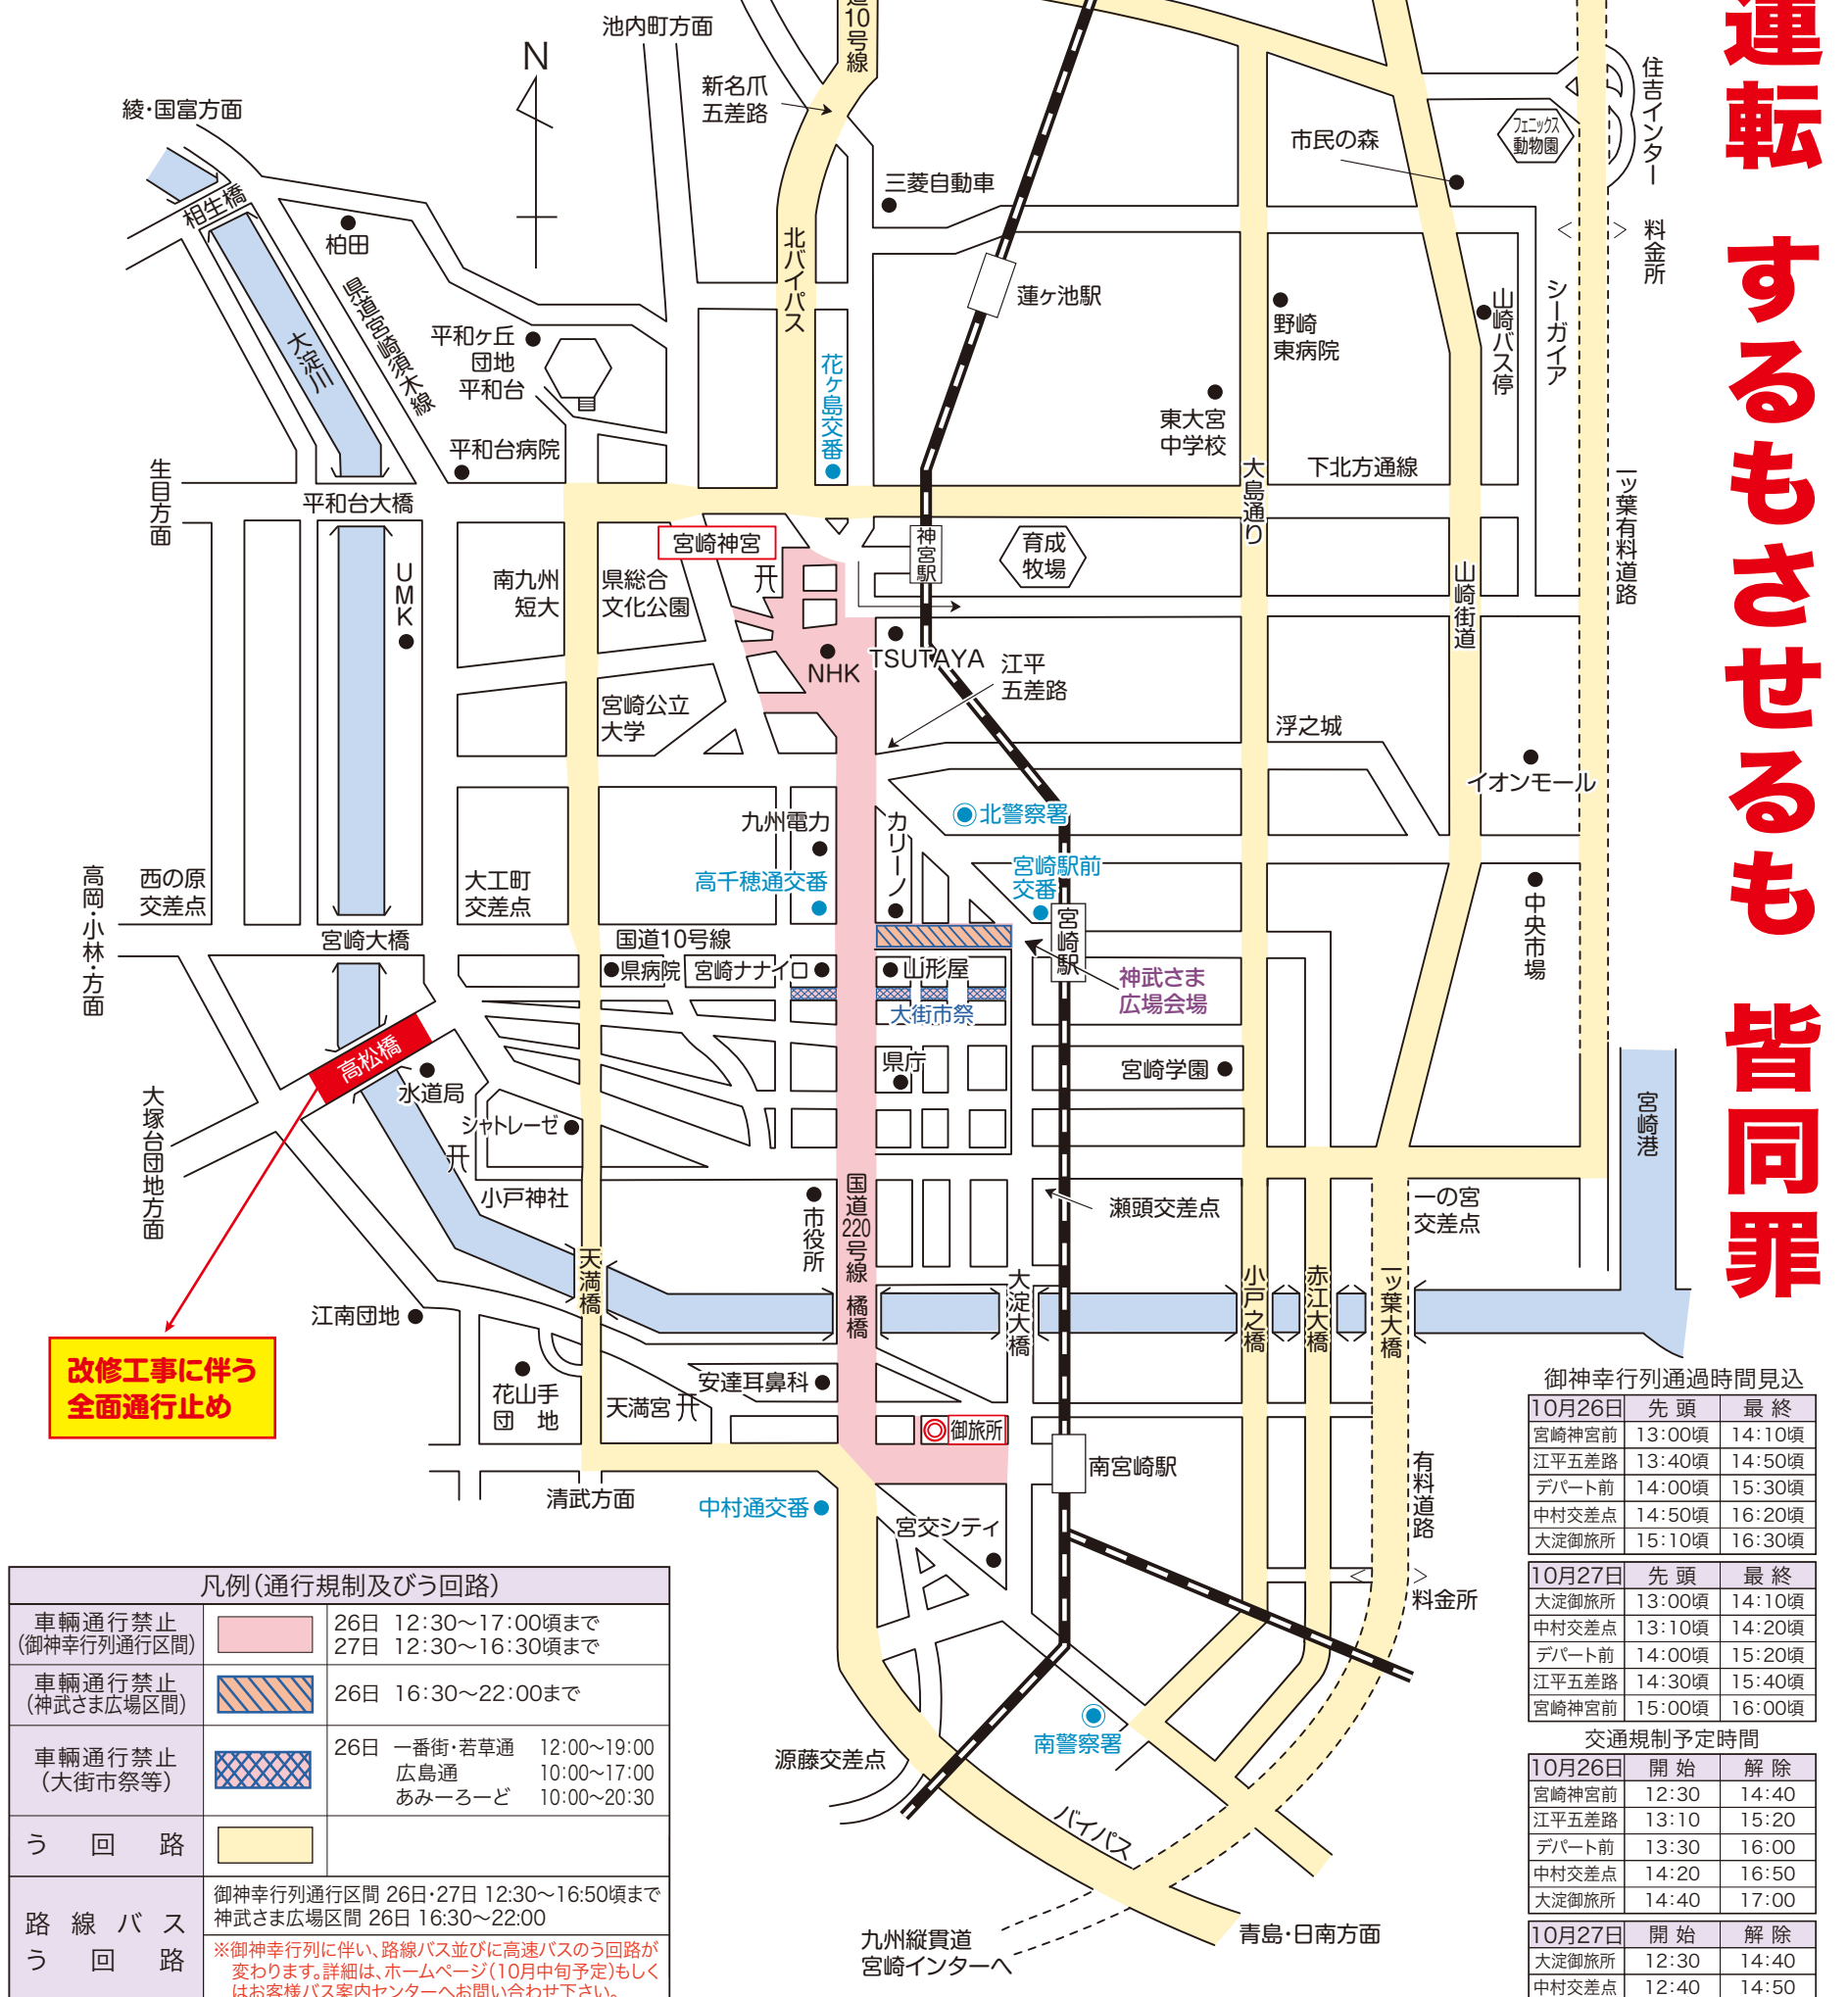 運転 するもさせるも 皆同罪
道10号線
池内町方面
N
新名爪
五差路
綾・国富方面
住吉インター
フェニックス
動物園
市民の森
三菱自動車
相生橋
柏田
料金所
北バイパス
蓮ヶ池駅
県道宮崎須木線
大淀川
平和ヶ丘
団地
平和台
花ヶ島交番
野崎
東病院
山崎バス停
シーガイア
東大宮
中学校
平和台病院
下北方通線
大島通り
生目方面
平和台大橋
一ッ葉有料道路
宮崎神宮
神宮駅
育成
牧場
UMK
南九州
短大
県総合
文化公園
山崎街道
NHK
TSUTAYA
江平
五差路
宮崎公立
大学
浮之城
イオンモール
九州電力
カリーノ
北警察署
高千穂通交番
宮崎駅前
交番
高岡・小林・方面
西の原
交差点
大工町
交差点
中央市場
宮崎大橋
国道10号線
宮崎駅
県病院
宮崎ナナイロ
山形屋
神武さま
広場会場
大街市祭
高松橋
水道局
県庁
宮崎学園
大塚台団地方面
シャトレーゼ
宮崎港
小戸神社
市役所
国道220号線
瀬頭交差点
一の宮
交差点
天満橋
橘橋
大淀大橋
小戸之橋
赤江大橋
一ッ葉大橋
江南団地
改修工事に伴う
全面通行止め
花山手
団 地
天満宮
安達耳鼻科
御旅所
南宮崎駅
有料道路
清武方面
中村通交番
宮交シティ
料金所
南警察署
源藤交差点
バイパス
九州縦貫道
宮崎インターへ
青島・日南方面
御神幸行列通過時間見込
10月26日 先頭 最終
宮崎神宮前 13:00頃 14:10頃
江平五差路 13:40頃 14:50頃
デパート前 14:00頃 15:30頃
中村交差点 14:50頃 16:20頃
大淀御旅所 15:10頃 16:30頃
10月27日 先頭 最終
大淀御旅所 13:00頃 14:10頃
中村交差点 13:10頃 14:20頃
デパート前 14:00頃 15:20頃
江平五差路 14:30頃 15:40頃
宮崎神宮前 15:00頃 16:00頃
交通規制予定時間
10月26日 開始 解除
宮崎神宮前 12:30 14:40
江平五差路 13:10 15:20
デパート前 13:30 16:00
中村交差点 14:20 16:50
大淀御旅所 14:40 17:00
10月27日 開始 解除
大淀御旅所 12:30 14:40
中村交差点 12:40 14:50
凡例(通行規制及びう回路)
車輛通行禁止
(御神幸行列通行区間)
26日 12:30〜17:00頃まで
27日 12:30〜16:30頃まで
車輛通行禁止
(神武さま広場区間)
26日 16:30〜22:00まで
車輛通行禁止
(大街市祭等)
26日 一番街・若草通 12:00〜19:00
広島通 10:00〜17:00
あみーろーど 10:00〜20:30
う回路
路線バス
う回路
御神幸行列通行区間 26日・27日 12:30〜16:50頃まで
神武さま広場区間 26日 16:30〜22:00
※御神幸行列に伴い、路線バス並びに高速バスのう回路が
変わります。詳細は、ホームページ(10月中旬予定)もしく
はお客様バス案内センターへお問い合わせ下さい。